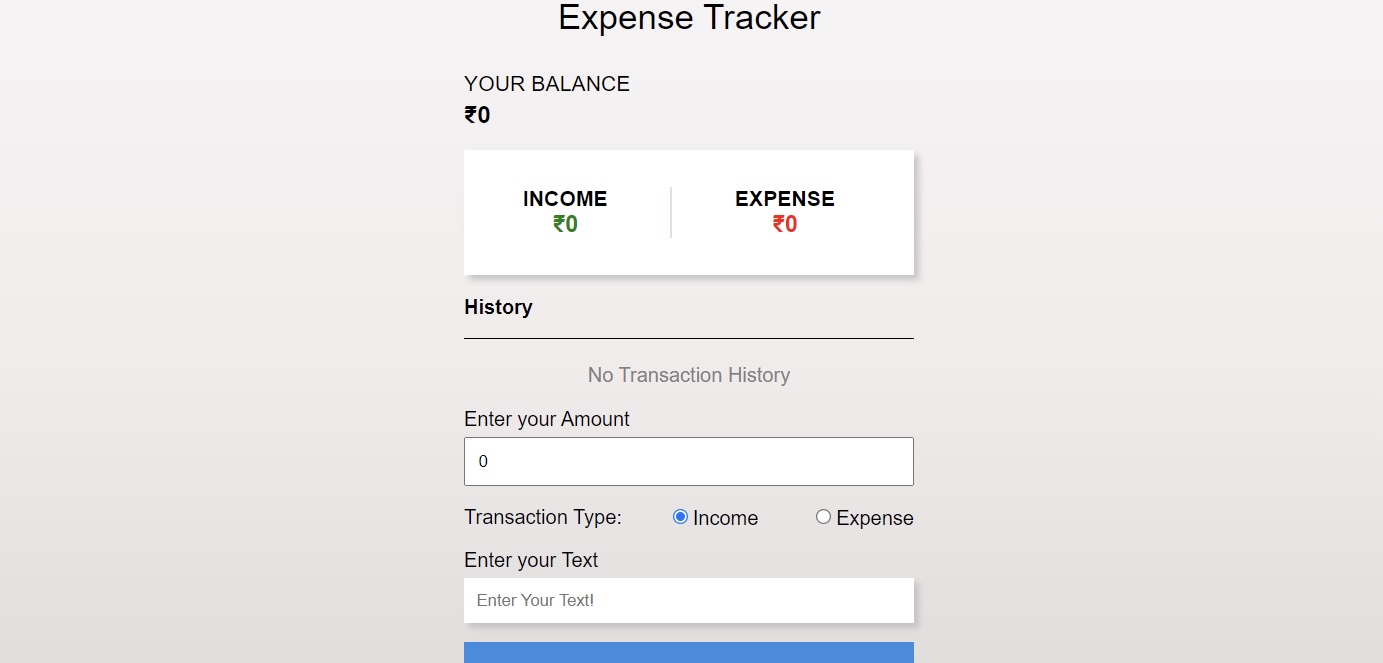 Expense Tracker
YOUR BALANCE
₹0
INCOME EXPENSE
₹0 ₹0
History
No Transaction History
Enter your Amount
0
Transaction Type: Income Expense
Enter your Text
Enter Your Text!